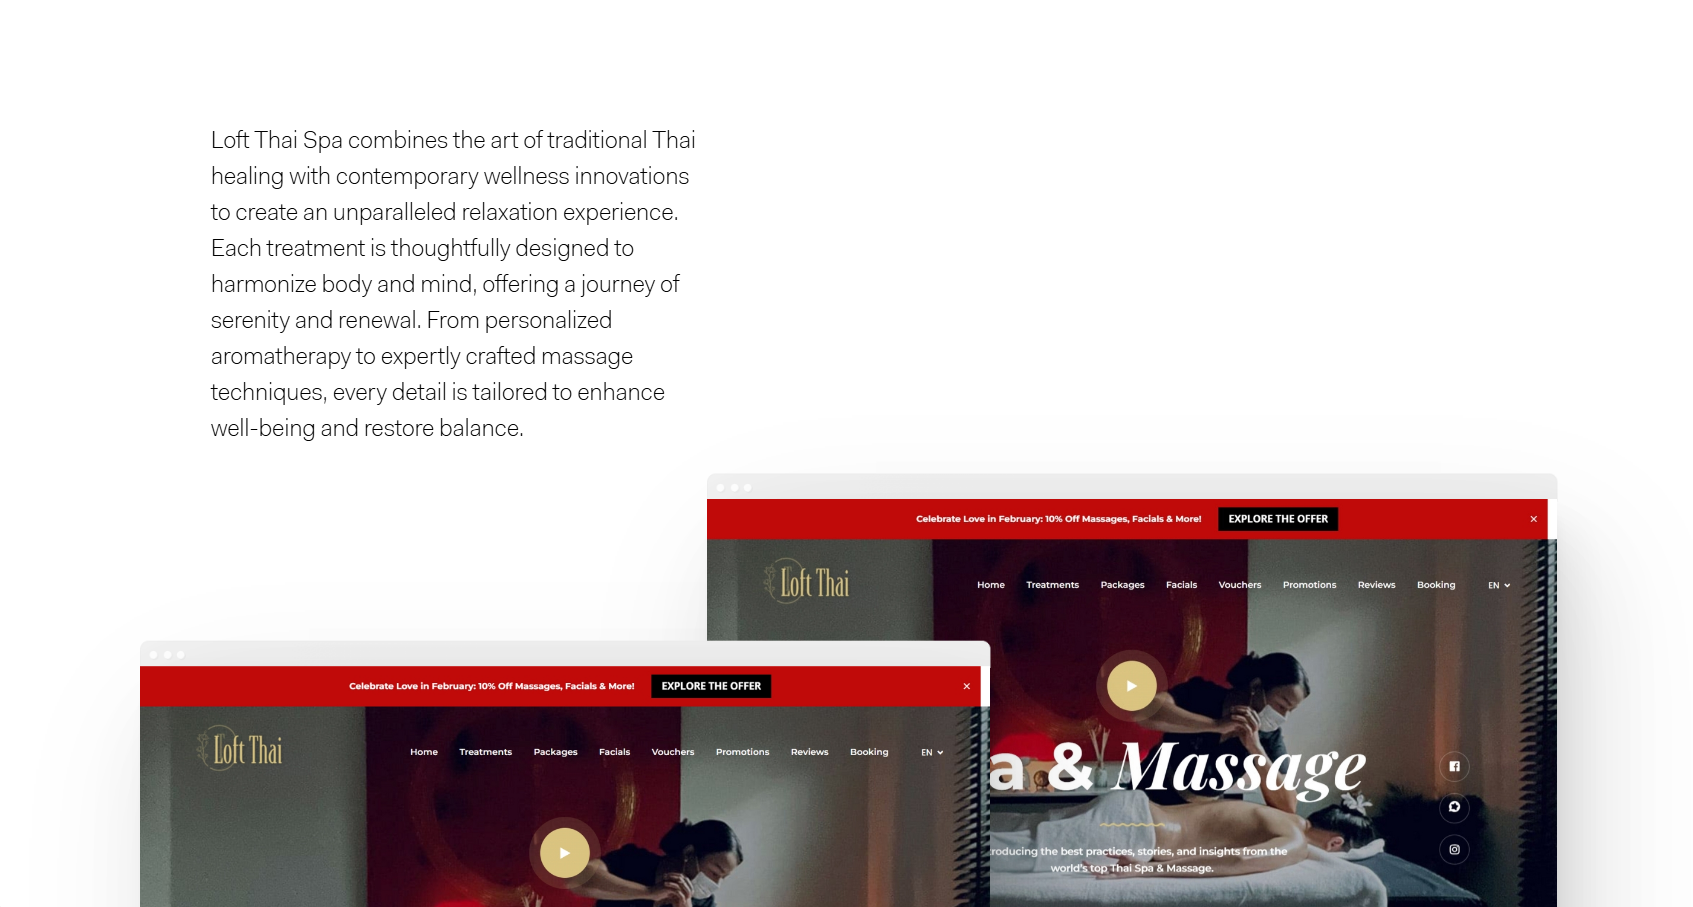 Loft Thai Spa combines the art of traditional Thai
healing with contemporary wellness innovations
to create an unparalleled relaxation experience.
Each treatment is thoughtfully designed to
harmonize body and mind, offering a journey of
serenity and renewal. From personalized
aromatherapy to expertly crafted massage
techniques, every detail is tailored to enhance
well-being and restore balance.
Celebrate Love in February: 10% Off Massages, Facials & More! EXPLORE THE OFFER ×
Loft Thai Home Treatments Packages Facials Vouchers Promotions Reviews Booking EN
a & Massage
roducing the best practices, stories, and insights from the
world's top Thai Spa & Massage.
Celebrate Love in February: 10% Off Massages, Facials & More! EXPLORE THE OFFER ×
Loft Thai Home Treatments Packages Facials Vouchers Promotions Reviews Booking EN